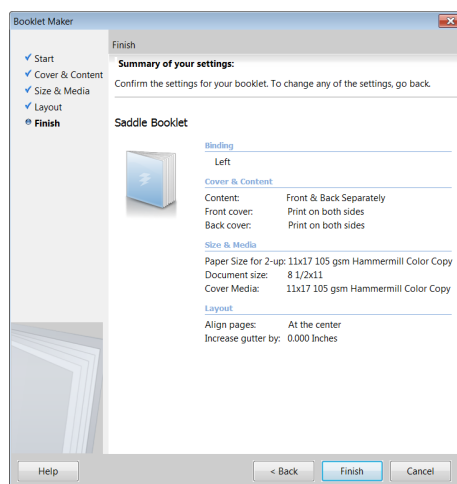 Booklet Maker
Start
Cover & Content
Size & Media
Layout
Finish
Finish
Summary of your settings:
Confirm the settings for your booklet. To change any of the settings, go back.
Saddle Booklet
Binding
Left
Cover & Content
Content: Front & Back Separately
Front cover: Print on both sides
Back cover: Print on both sides
Size & Media
Paper Size for 2-up: 11x17 105 gsm Hammermill Color Copy
Document size: 8 1/2x11
Cover Media: 11x17 105 gsm Hammermill Color Copy
Layout
Align pages: At the center
Increase gutter by: 0.000 Inches
Help
< Back
Finish
Cancel